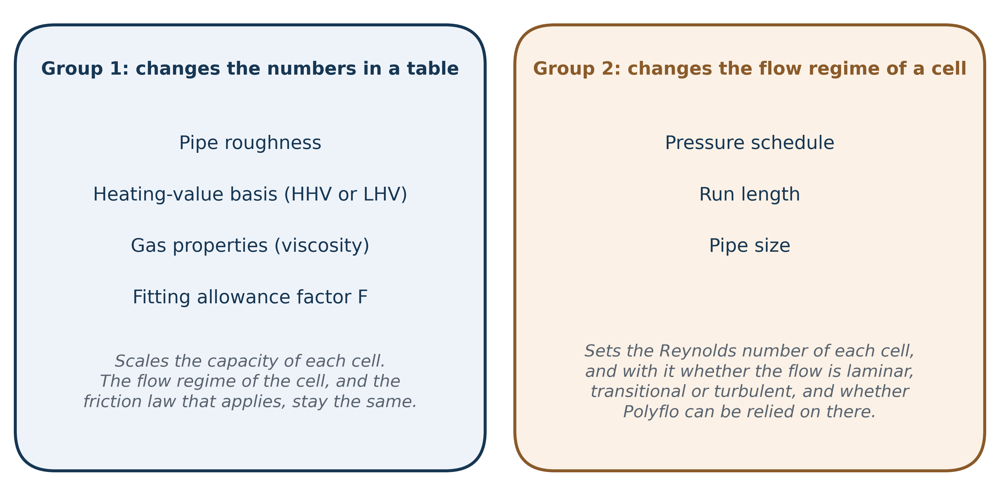 Group 1: changes the numbers in a table
Pipe roughness
Heating-value basis (HHV or LHV)
Gas properties (viscosity)
Fitting allowance factor F
Scales the capacity of each cell.
The flow regime of the cell, and the
friction law that applies, stay the same.
Group 2: changes the flow regime of a cell
Pressure schedule
Run length
Pipe size
Sets the Reynolds number of each cell,
and with it whether the flow is laminar,
transitional or turbulent, and whether
Polyflo can be relied on there.